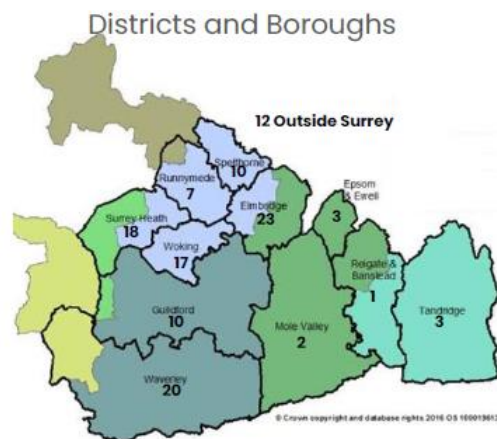 Districts and Boroughs
12 Outside Surrey
Spelthorne
10
Runnymede
7
Epsom
& Ewell
3
Elmbridge
23
Surrey Heath
18
Woking
17
Reigate &
Banstead
1
Guildford
10
Mole Valley
2
Tandridge
3
Waverley
20
© Crown copyright and database rights 2016 OS